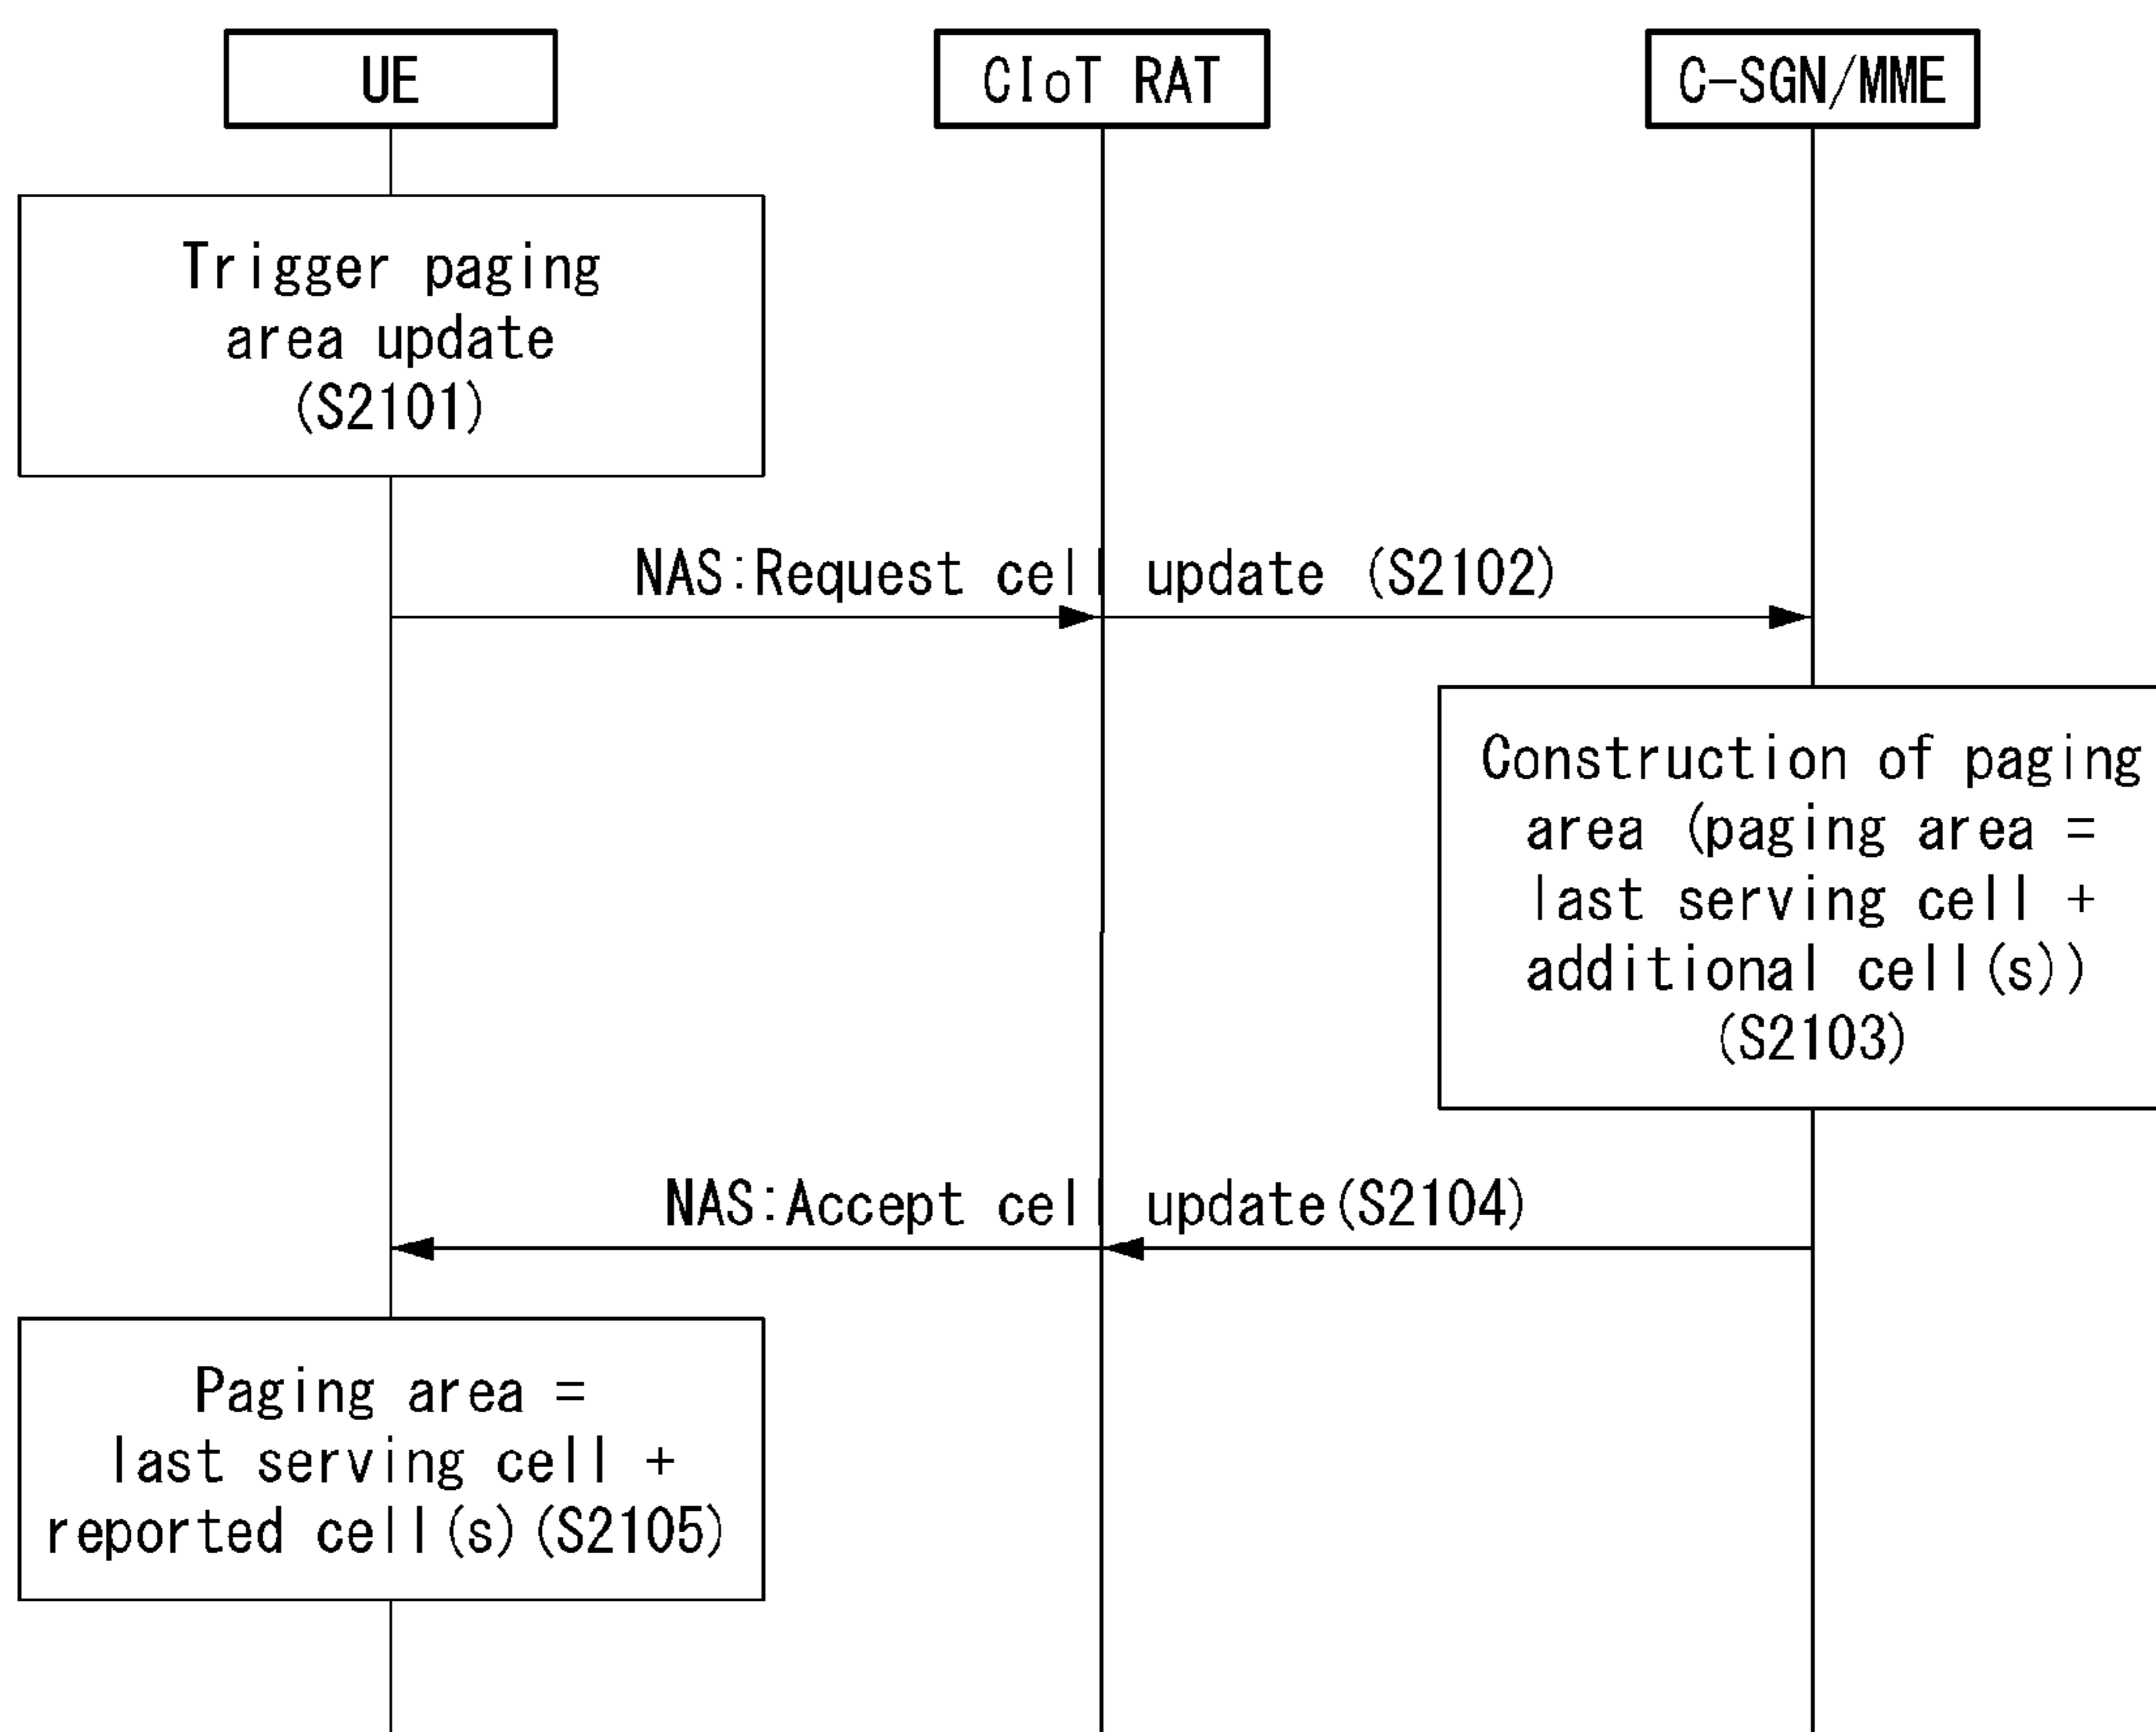 UE
CIoT RAT
C-SGN/MME
Trigger paging
area update
(S2101)
NAS:Request cell update (S2102)
Construction of paging
area (paging area =
last serving cell +
additional cell(s))
(S2103)
NAS:Accept cell update(S2104)
Paging area =
last serving cell +
reported cell(s)(S2105)